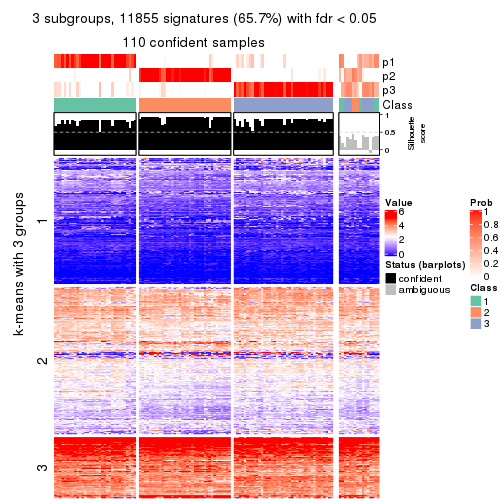 3 subgroups, 11855 signatures (65.7%) with fdr < 0.05
110 confident samples
p1
p2
p3
Class
1
0.5
0
Silhouette
score
k-means with 3 groups
1
2
3
Value
6
4
2
0
Status (barplots)
confident
ambiguous
Prob
1
0.8
0.6
0.4
0.2
0
Class
1
2
3